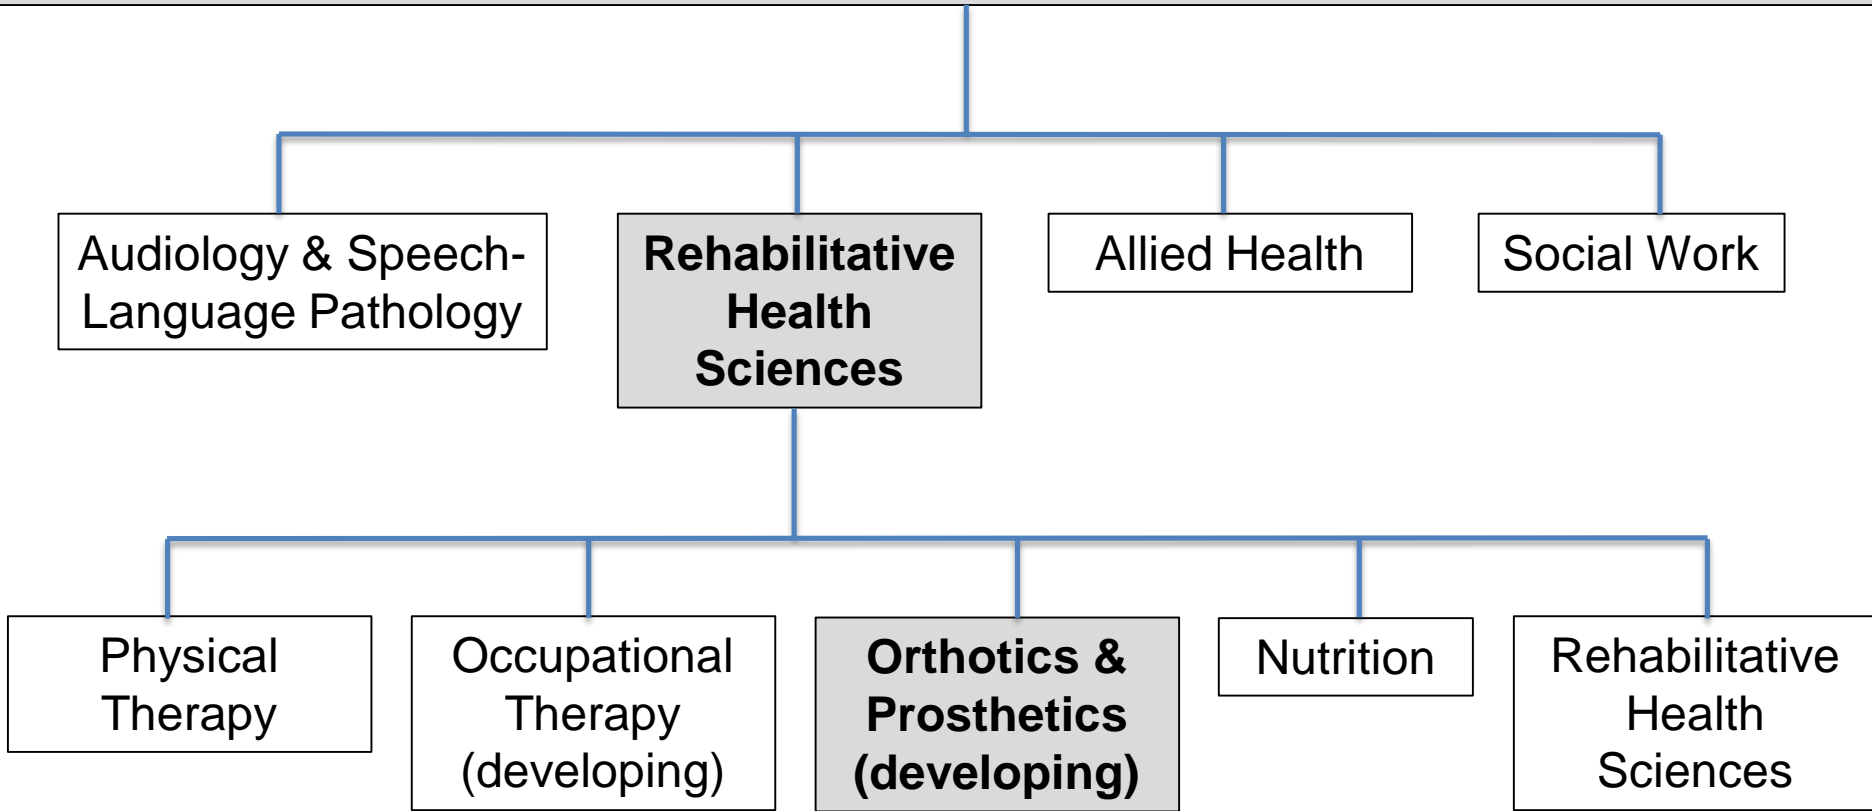 Audiology & Speech-
Language Pathology
Rehabilitative
Health
Sciences
Allied Health
Social Work
Physical
Therapy
Occupational
Therapy
(developing)
Orthotics &
Prosthetics
(developing)
Nutrition
Rehabilitative
Health
Sciences